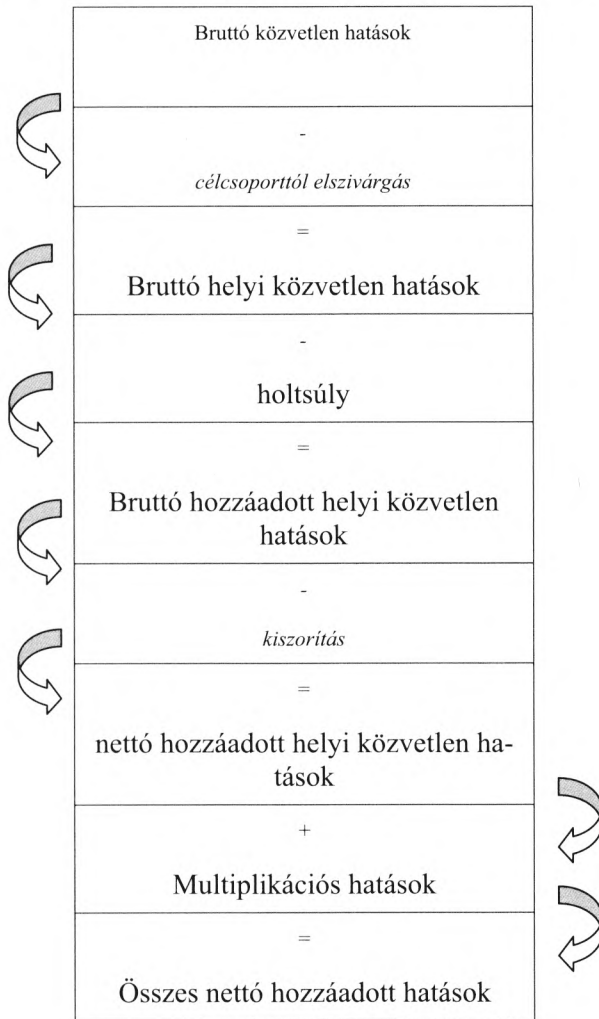 Bruttó közvetlen hatások
-
célcsoporttól elszivárgás
=
Bruttó helyi közvetlen hatások
-
holtsúly
=
Bruttó hozzáadott helyi közvetlen
hatások
-
kiszorítás
=
nettó hozzáadott helyi közvetlen ha-
tások
+
Multiplikációs hatások
=
Összes nettó hozzáadott hatások